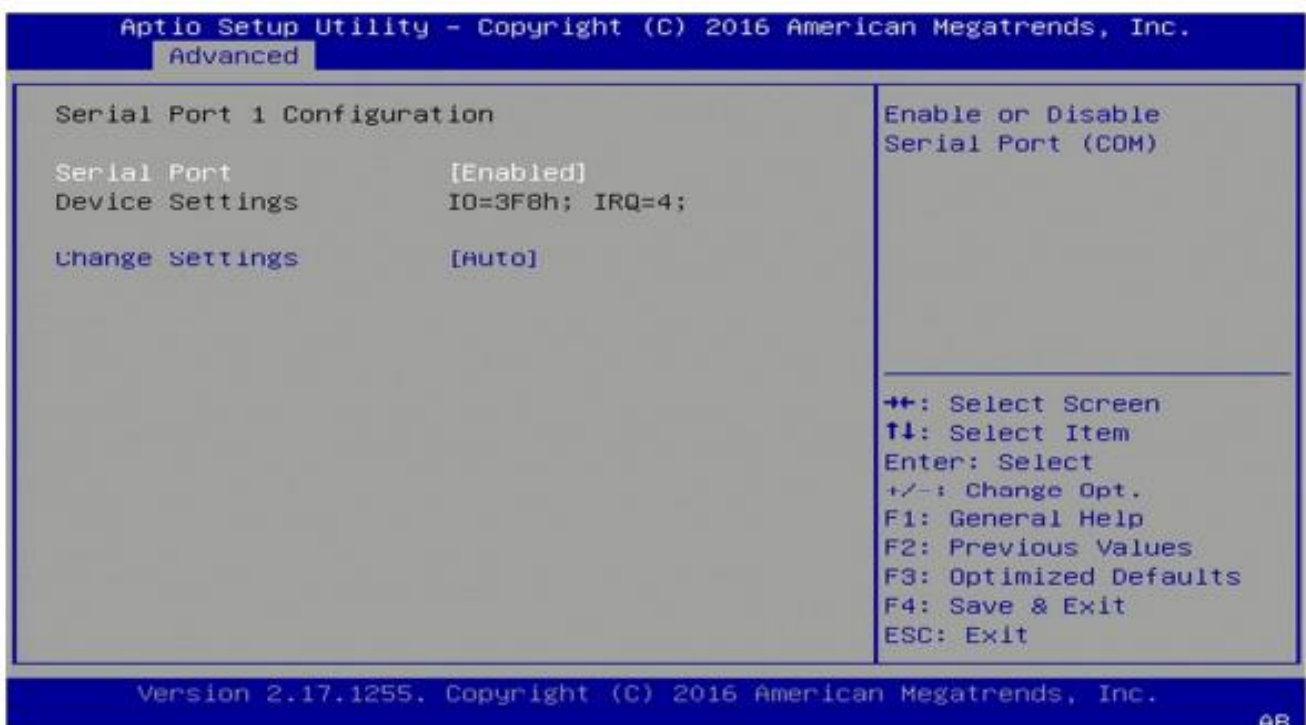 Aptio Setup Utility – Copyright (C) 2016 American Megatrends, Inc.
Advanced
Serial Port 1 Configuration
Serial Port [Enabled]
Device Settings IO=3F8h; IRQ=4;
Change Settings [Auto]
Enable or Disable
Serial Port (COM)
→←: Select Screen
↑↓: Select Item
Enter: Select
+/-: Change Opt.
F1: General Help
F2: Previous Values
F3: Optimized Defaults
F4: Save & Exit
ESC: Exit
Version 2.17.1255. Copyright (C) 2016 American Megatrends, Inc.
AB